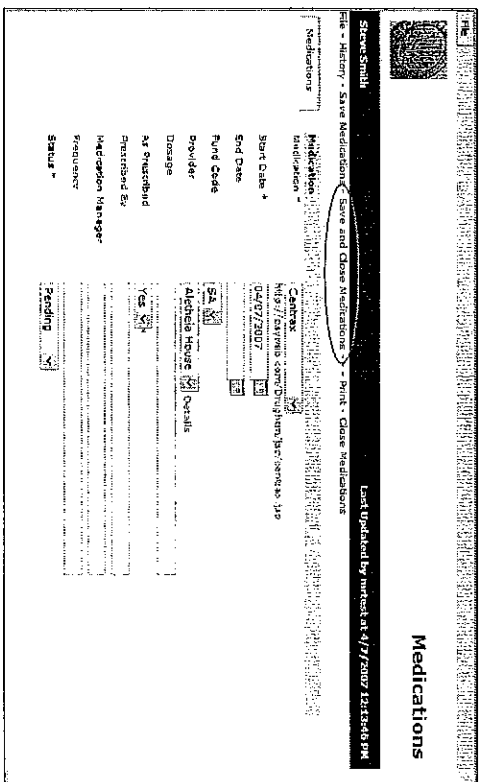 File
Medications
Steve Smith Last Updated by mrtest at 4/7/2007 12:13:46 PM
File - History - Save Medications - Save and Close Medications - Print - Close Medications
Medications
Medication
Medication * Centrax
Start Date * 04/07/2007
End Date
Fund Code SA
Provider Aletheia House Details
Dosage
As Prescribed Yes
Prescribed By
Medication Manager
Frequency
Status * Pending